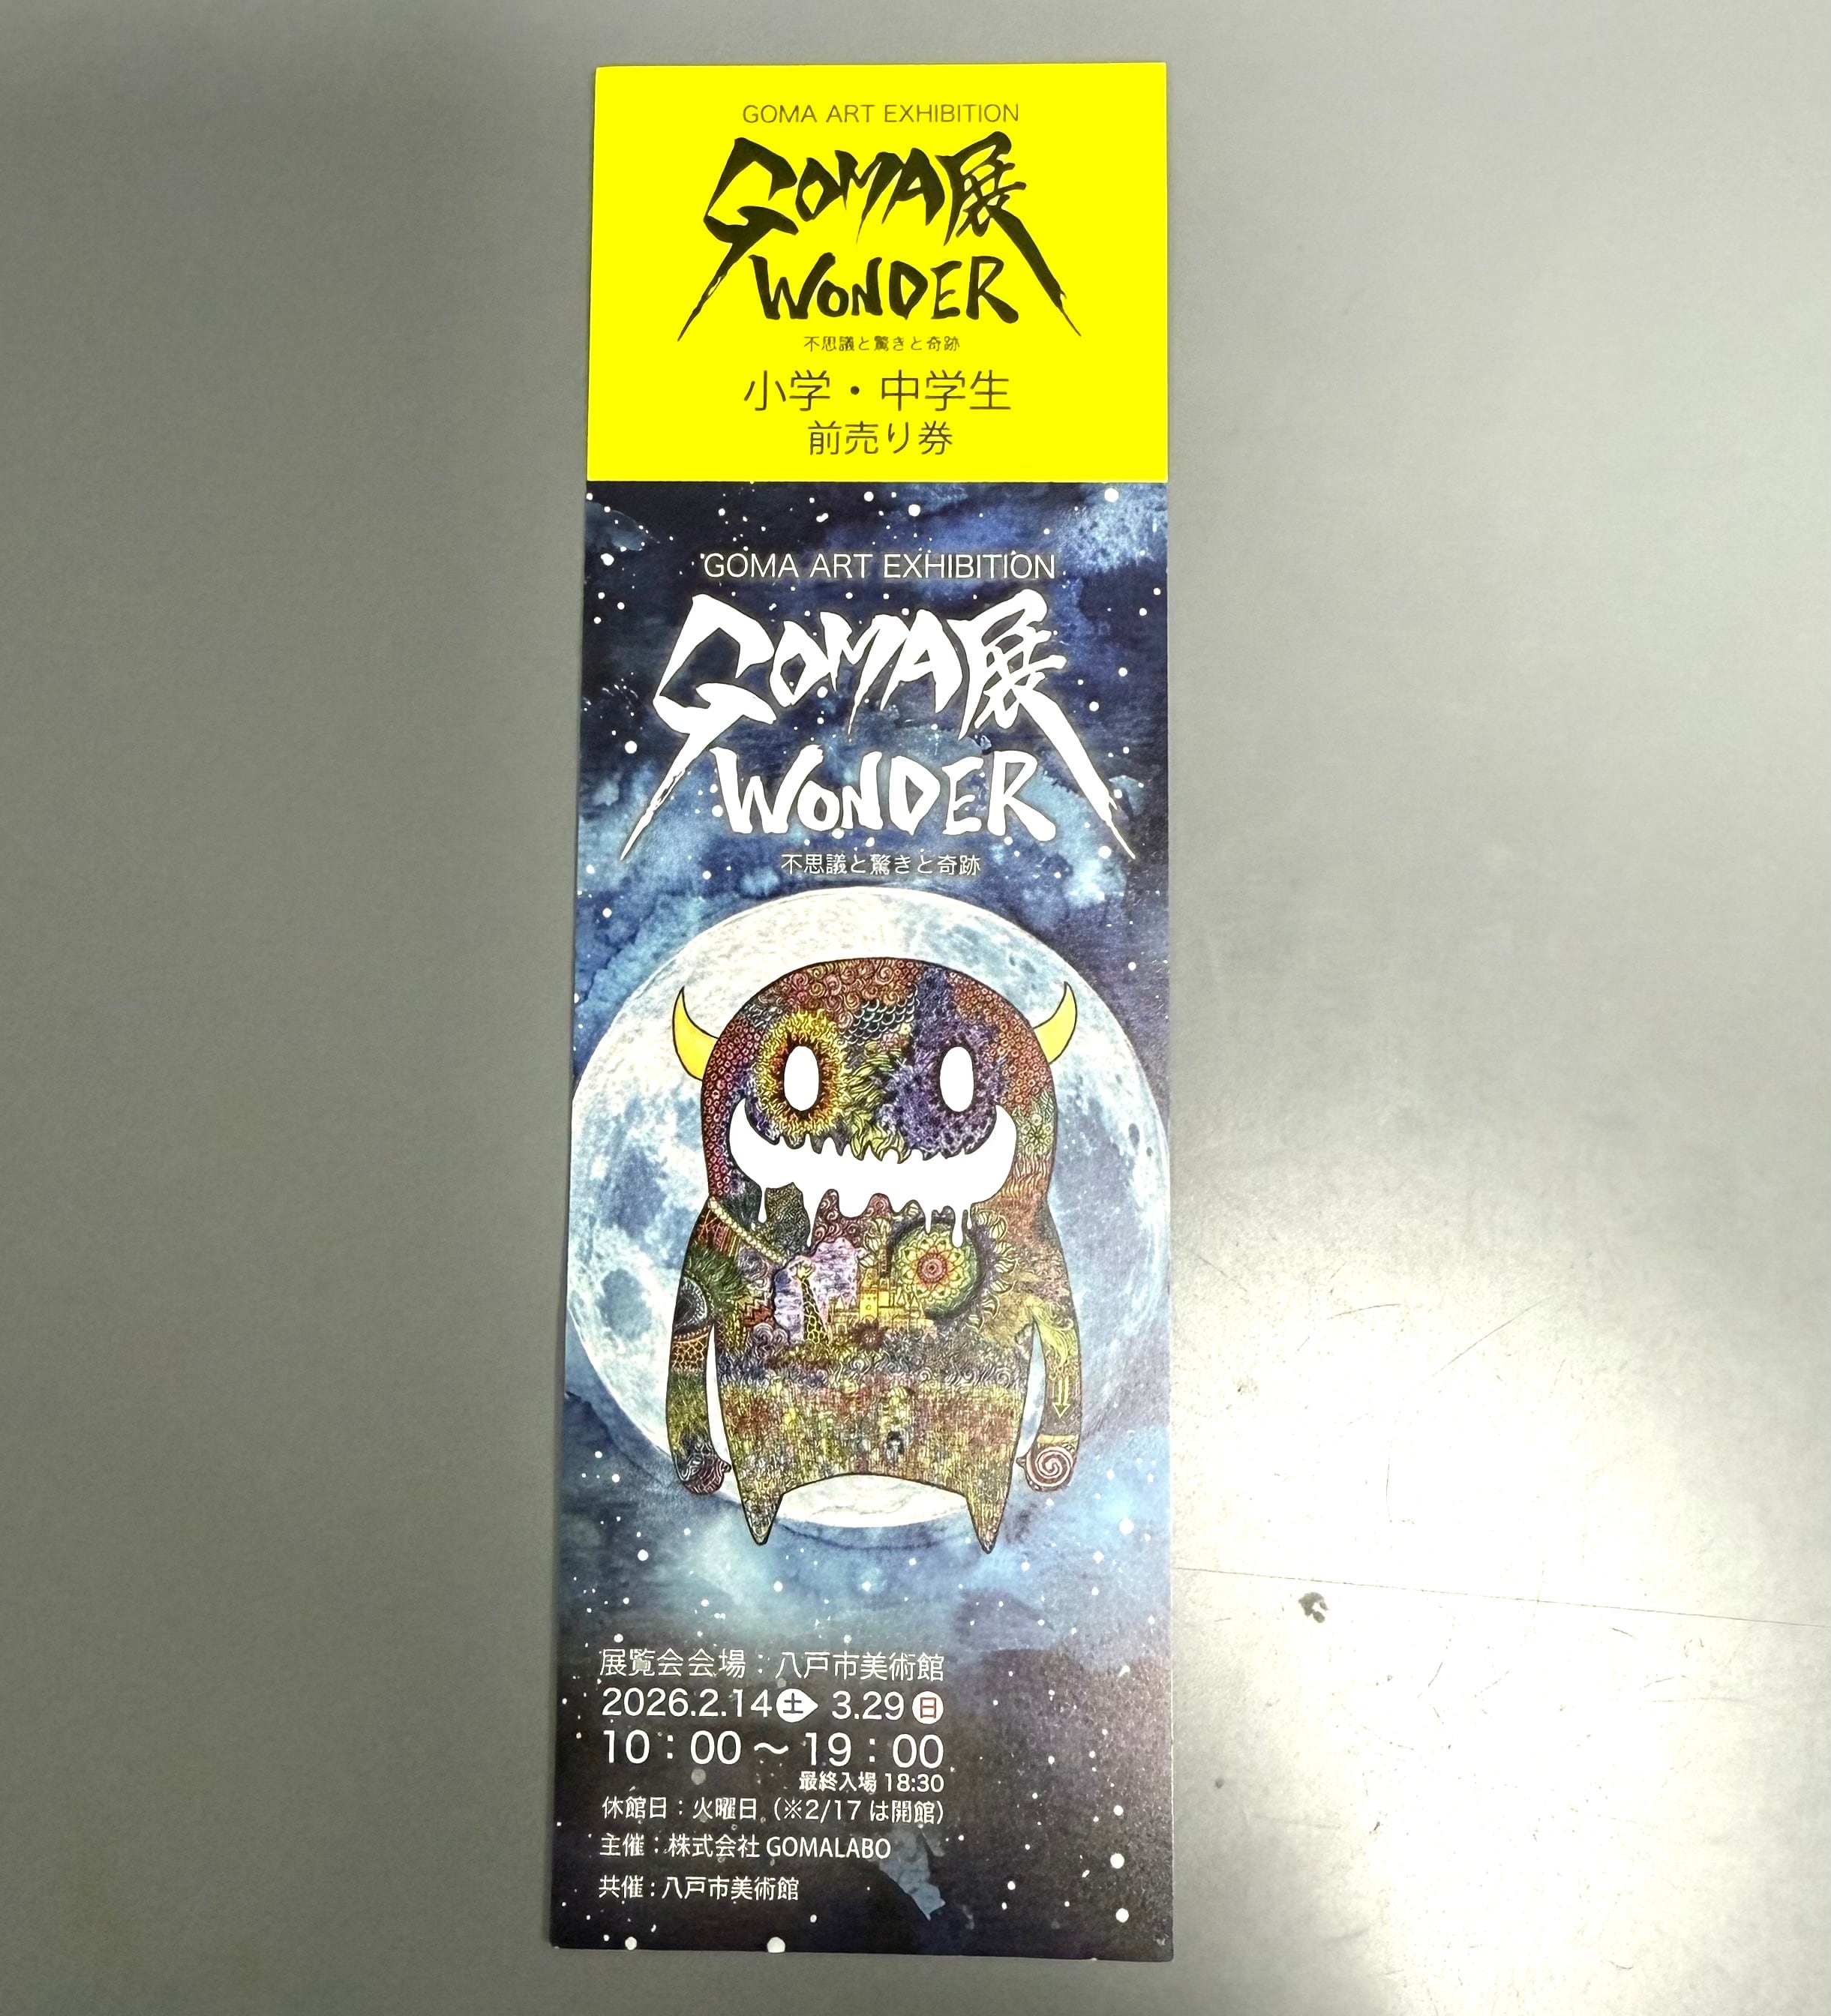 GOMA ART EXHIBITION
GOMA展
WONDER
不思議と驚きと奇跡
小学・中学生
前売り券
GOMA ART EXHIBITION
GOMA展
WONDER
不思議と驚きと奇跡
展覧会会場：八戸市美術館
2026.2.14土 3.29日
10：00～19：00
最終入場 18:30
休館日：火曜日（※2/17 は開館）
主催：株式会社 GOMALABO
共催：八戸市美術館